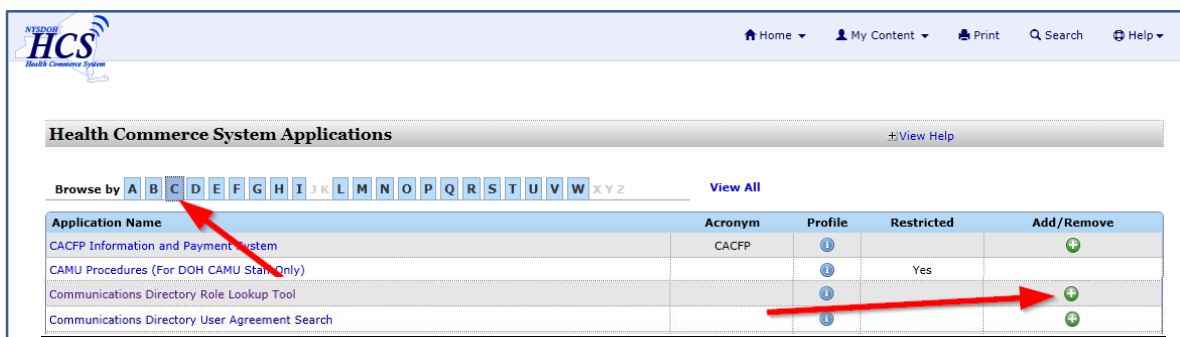 NYSDOH
HCS
Health Commerce System
Home My Content Print Search Help
Health Commerce System Applications View Help
Browse by A B C D E F G H I J K L M N O P Q R S T U V W X Y Z View All
Application Name Acronym Profile Restricted Add/Remove
CACFP Information and Payment System CACFP
CAMU Procedures (For DOH CAMU Staff Only) Yes
Communications Directory Role Lookup Tool
Communications Directory User Agreement Search